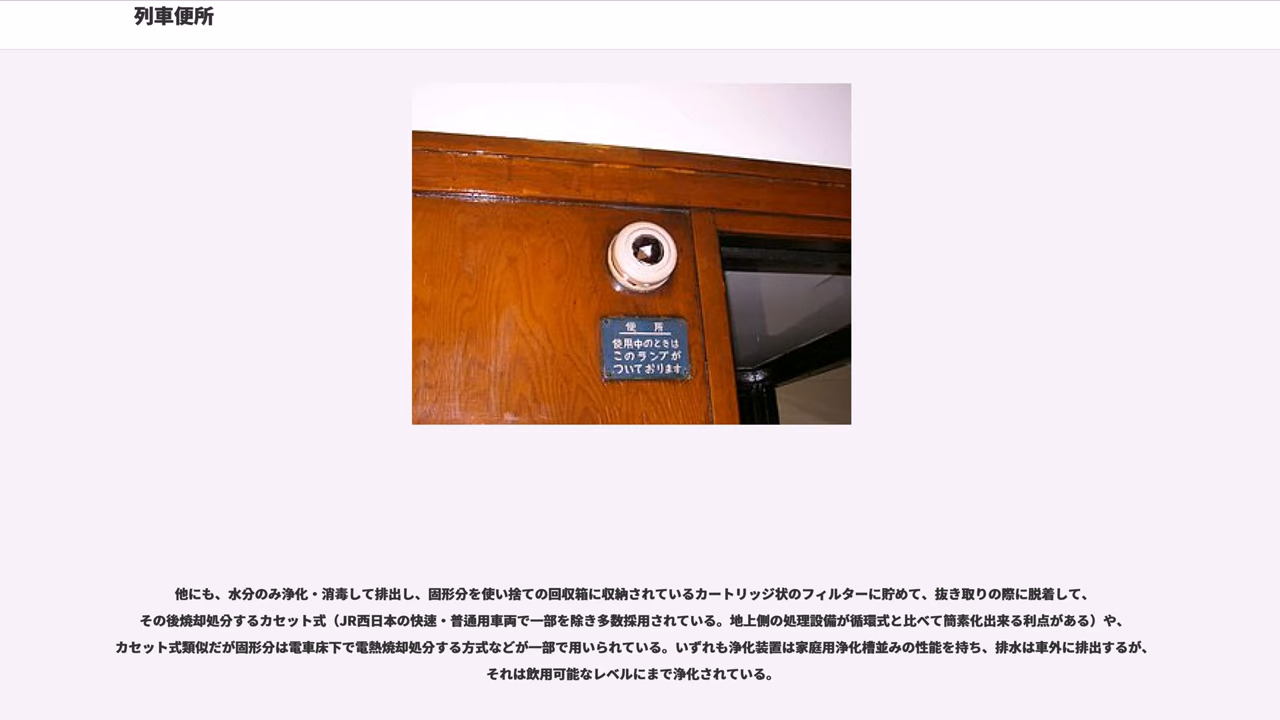 列車便所
便 所
使用中のときは
このランプが
ついております
他にも、水分のみ浄化・消毒して排出し、固形分を使い捨ての回収箱に収納されているカートリッジ状のフィルターに貯めて、抜き取りの際に脱着して、
その後焼却処分するカセット式（JR西日本の快速・普通用車両で一部を除き多数採用されている。地上側の処理設備が循環式と比べて簡素化出来る利点がある）や、
カセット式類似だが固形分は電車床下で電熱焼却処分する方式などが一部で用いられている。いずれも浄化装置は家庭用浄化槽並みの性能を持ち、排水は車外に排出するが、
それは飲用可能なレベルにまで浄化されている。